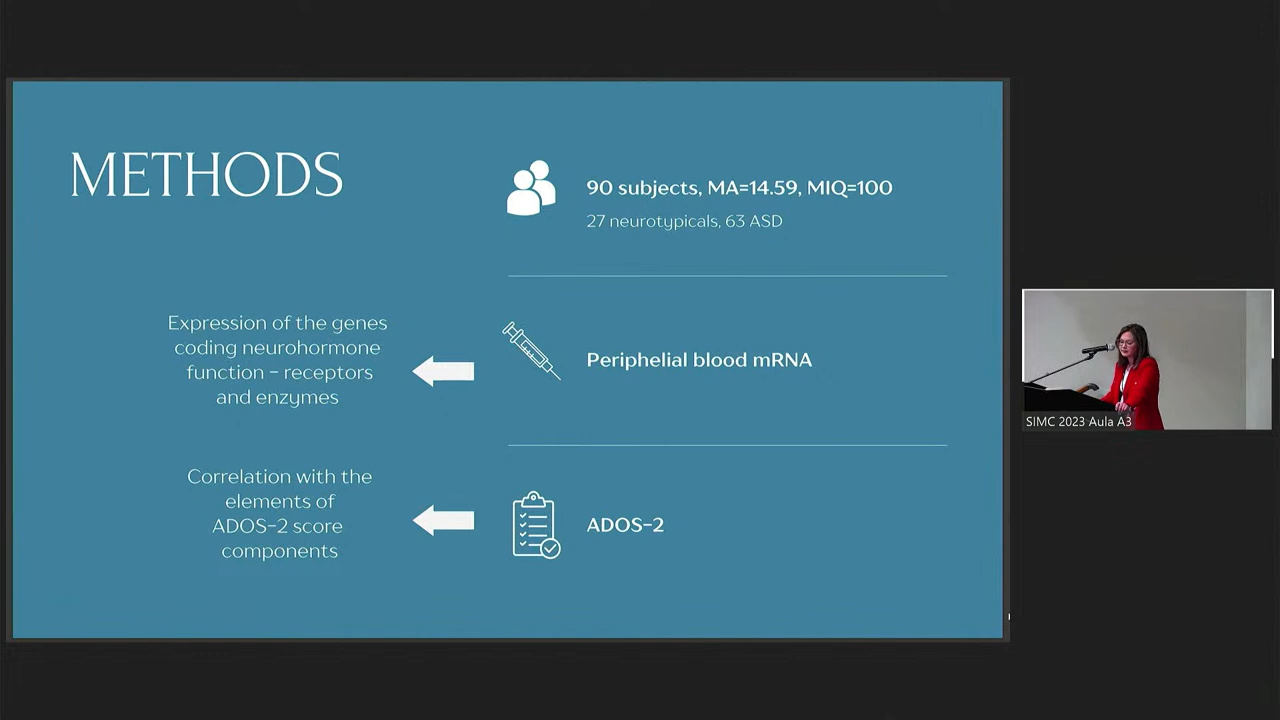 METHODS
90 subjects, MA=14.59, MIQ=100
27 neurotypicals, 63 ASD
Expression of the genes
coding neurohormone
function - receptors
and enzymes
Periphelial blood mRNA
Correlation with the
elements of
ADOS-2 score
components
ADOS-2
SIMC 2023 Aula A3